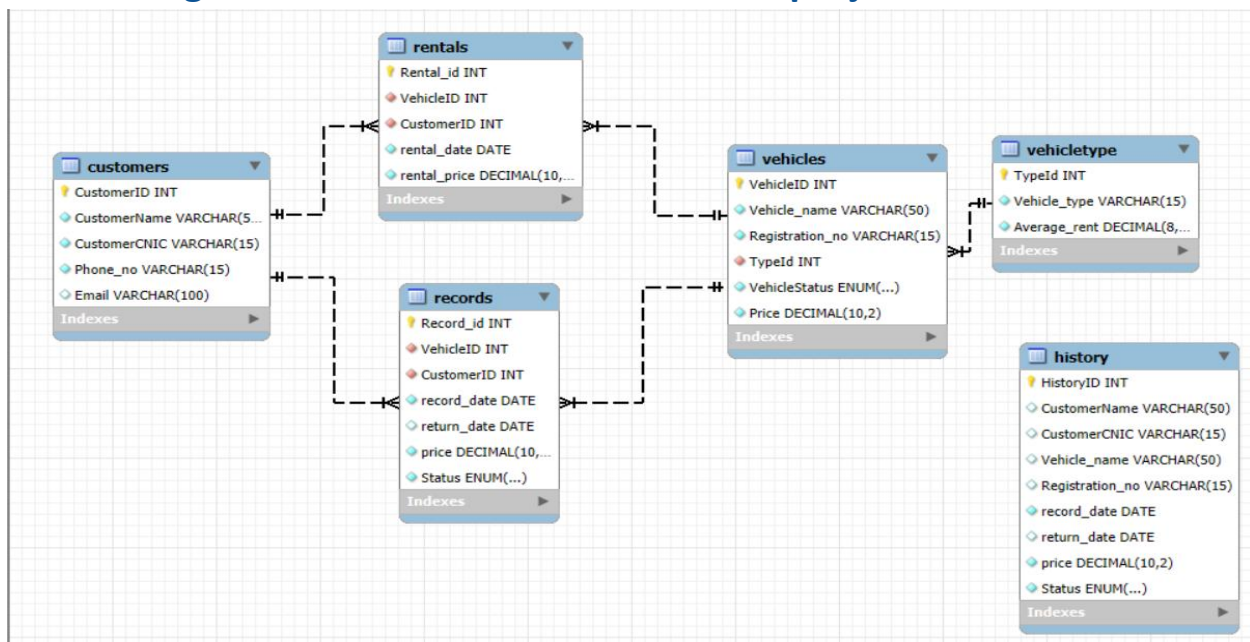 rentals
Rental_id INT
VehicleID INT
CustomerID INT
rental_date DATE
rental_price DECIMAL(10,...
Indexes
customers
CustomerID INT
CustomerName VARCHAR(5...
CustomerCNIC VARCHAR(15)
Phone_no VARCHAR(15)
Email VARCHAR(100)
Indexes
records
Record_id INT
VehicleID INT
CustomerID INT
record_date DATE
return_date DATE
price DECIMAL(10,...
Status ENUM(...)
Indexes
vehicles
VehicleID INT
Vehicle_name VARCHAR(50)
Registration_no VARCHAR(15)
TypeId INT
VehicleStatus ENUM(...)
Price DECIMAL(10,2)
Indexes
vehicletype
TypeId INT
Vehicle_type VARCHAR(15)
Average_rent DECIMAL(8,...
Indexes
history
HistoryID INT
CustomerName VARCHAR(50)
CustomerCNIC VARCHAR(15)
Vehicle_name VARCHAR(50)
Registration_no VARCHAR(15)
record_date DATE
return_date DATE
price DECIMAL(10,2)
Status ENUM(...)
Indexes